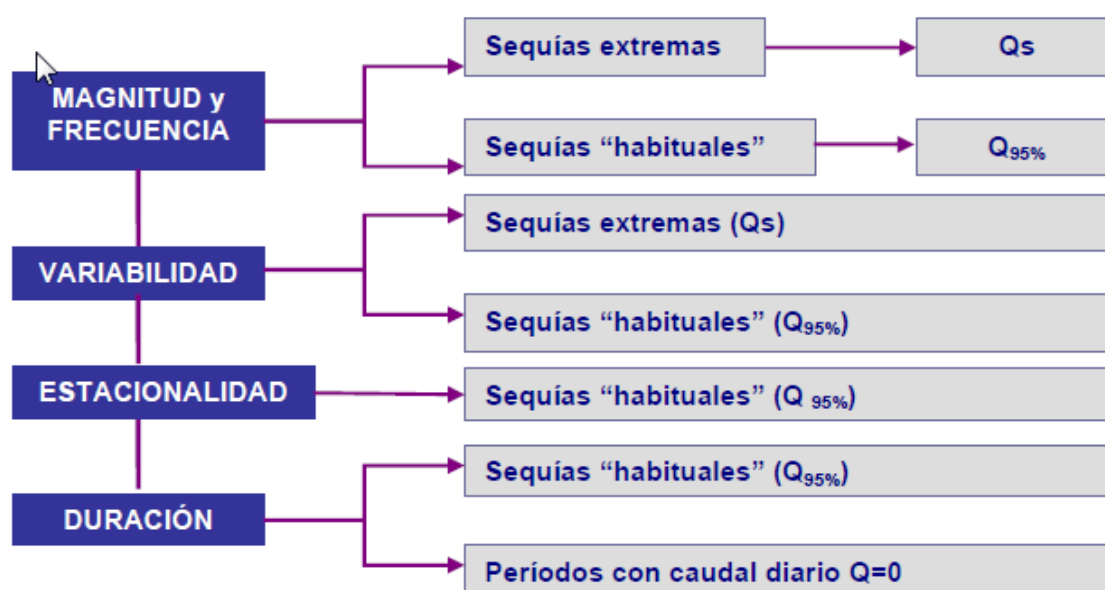 MAGNITUD y
FRECUENCIA
Sequías extremas
Qs
Sequías “habituales”
Q95%
VARIABILIDAD
Sequías extremas (Qs)
Sequías “habituales” (Q95%)
ESTACIONALIDAD
Sequías “habituales” (Q 95%)
DURACIÓN
Sequías “habituales” (Q95%)
Períodos con caudal diario Q=0